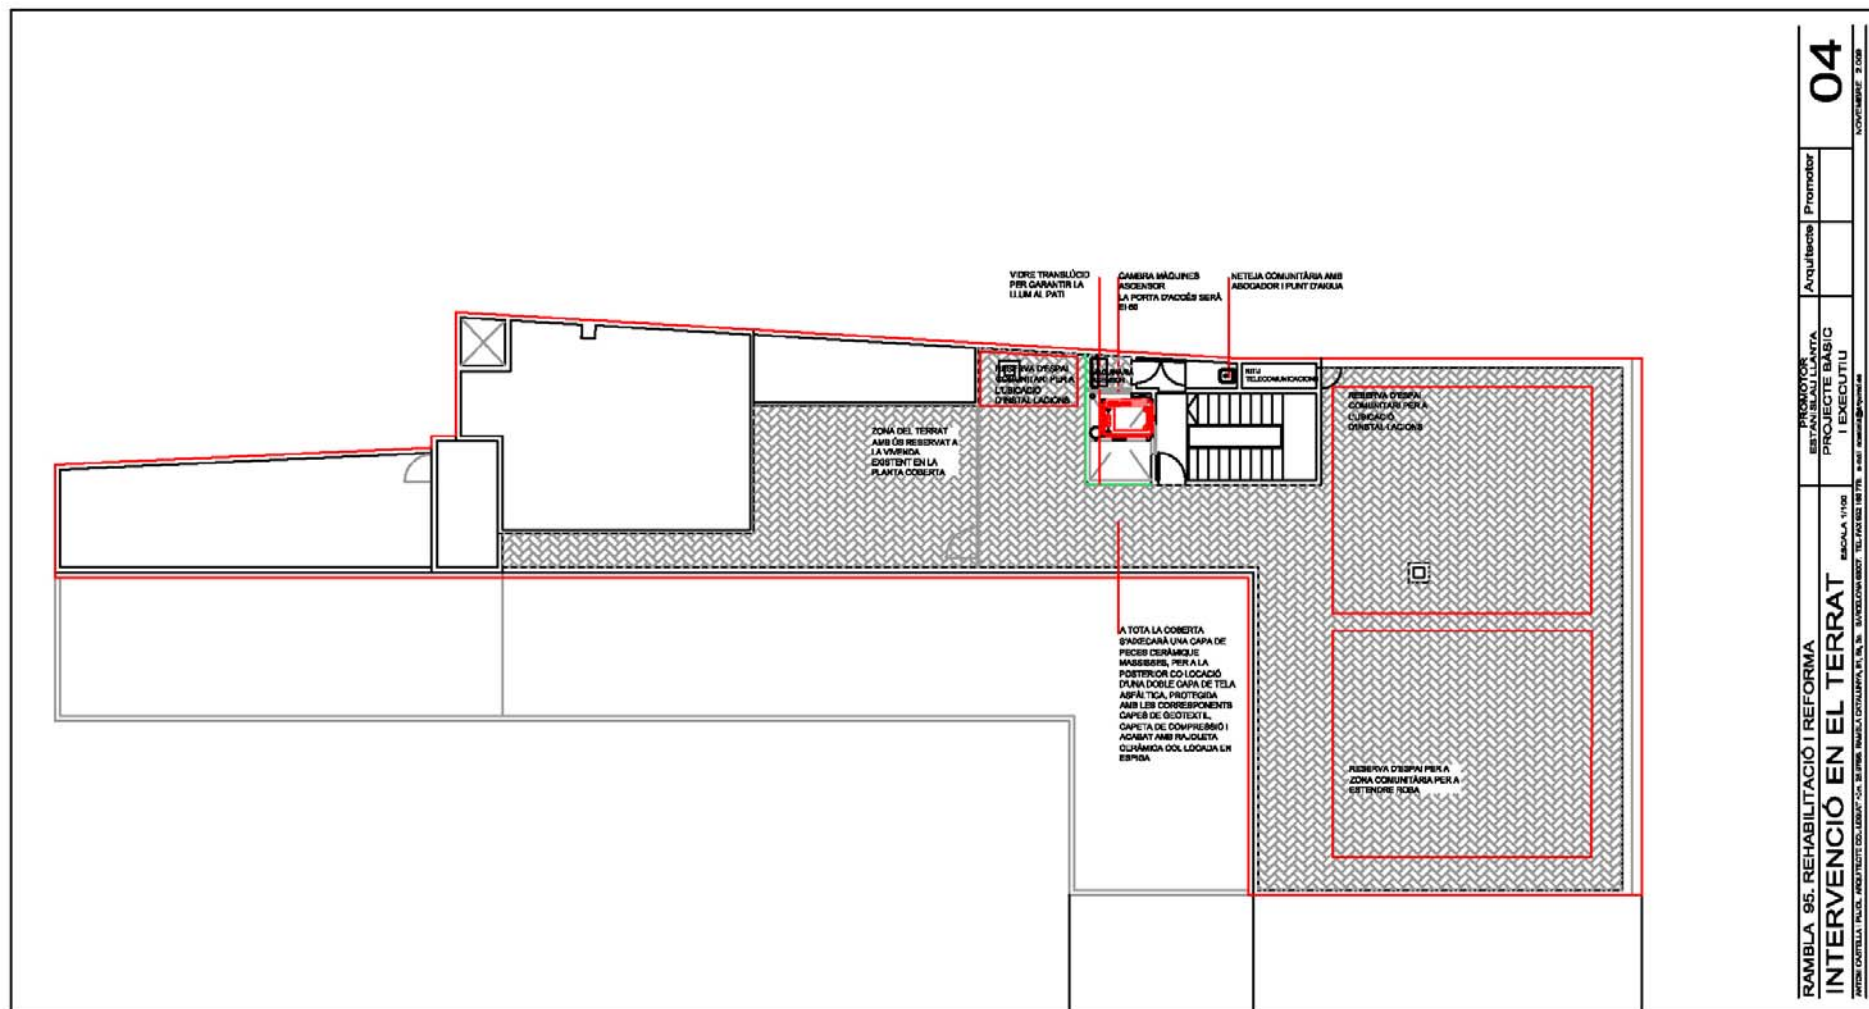 VIDRE TRANSLÚCID
PER GARANTIR LA
LLUM AL PATI
CAMBRA MÀQUINES
ASCENSOR
LA PORTA D'ACCÉS SERÀ
EI-60
NETEJA COMUNITÀRIA AMB
ABOCADOR I PUNT D'AIGUA
RESERVA D'ESPAI
COMUNITARI PER A
L'UBICACIÓ
D'INSTAL·LACIONS
RITU
TELECOMUNICACIONS
RESERVA D'ESPAI
COMUNITARI PER A
L'UBICACIÓ
D'INSTAL·LACIONS
ZONA DEL TERRAT
AMB ÚS RESERVAT A
LA VIVENDA
EXISTENT EN LA
PLANTA COBERTA
A TOTA LA COBERTA
S'AIXECARÀ UNA CAPA DE
PECES CERÀMIQUE
MASSISSES, PER A LA
POSTERIOR CO·LOCACIÓ
D'UNA DOBLE CAPA DE TELA
ASFÀLTICA, PROTEGIDA
AMB LES CORRESPONENTS
CAPES DE GEOTEXTIL,
CAPETA DE COMPRESSIÓ I
ACABAT AMB RAJOLETA
CERÀMICA COL·LOCADA EN
ESPIGA
RESERVA D'ESPAI PER A
ZONA COMUNITÀRIA PER A
ESTENDRE ROBA
RAMBLA 95. REHABILITACIÓ I REFORMA
INTERVENCIÓ EN EL TERRAT
ESCALA 1/100
PROMOTOR
ESTANISLAU LLANTA
PROJECTE BÀSIC
I EXECUTIU
Arquitecte
Promotor
04
NOVEMBRE 2.009